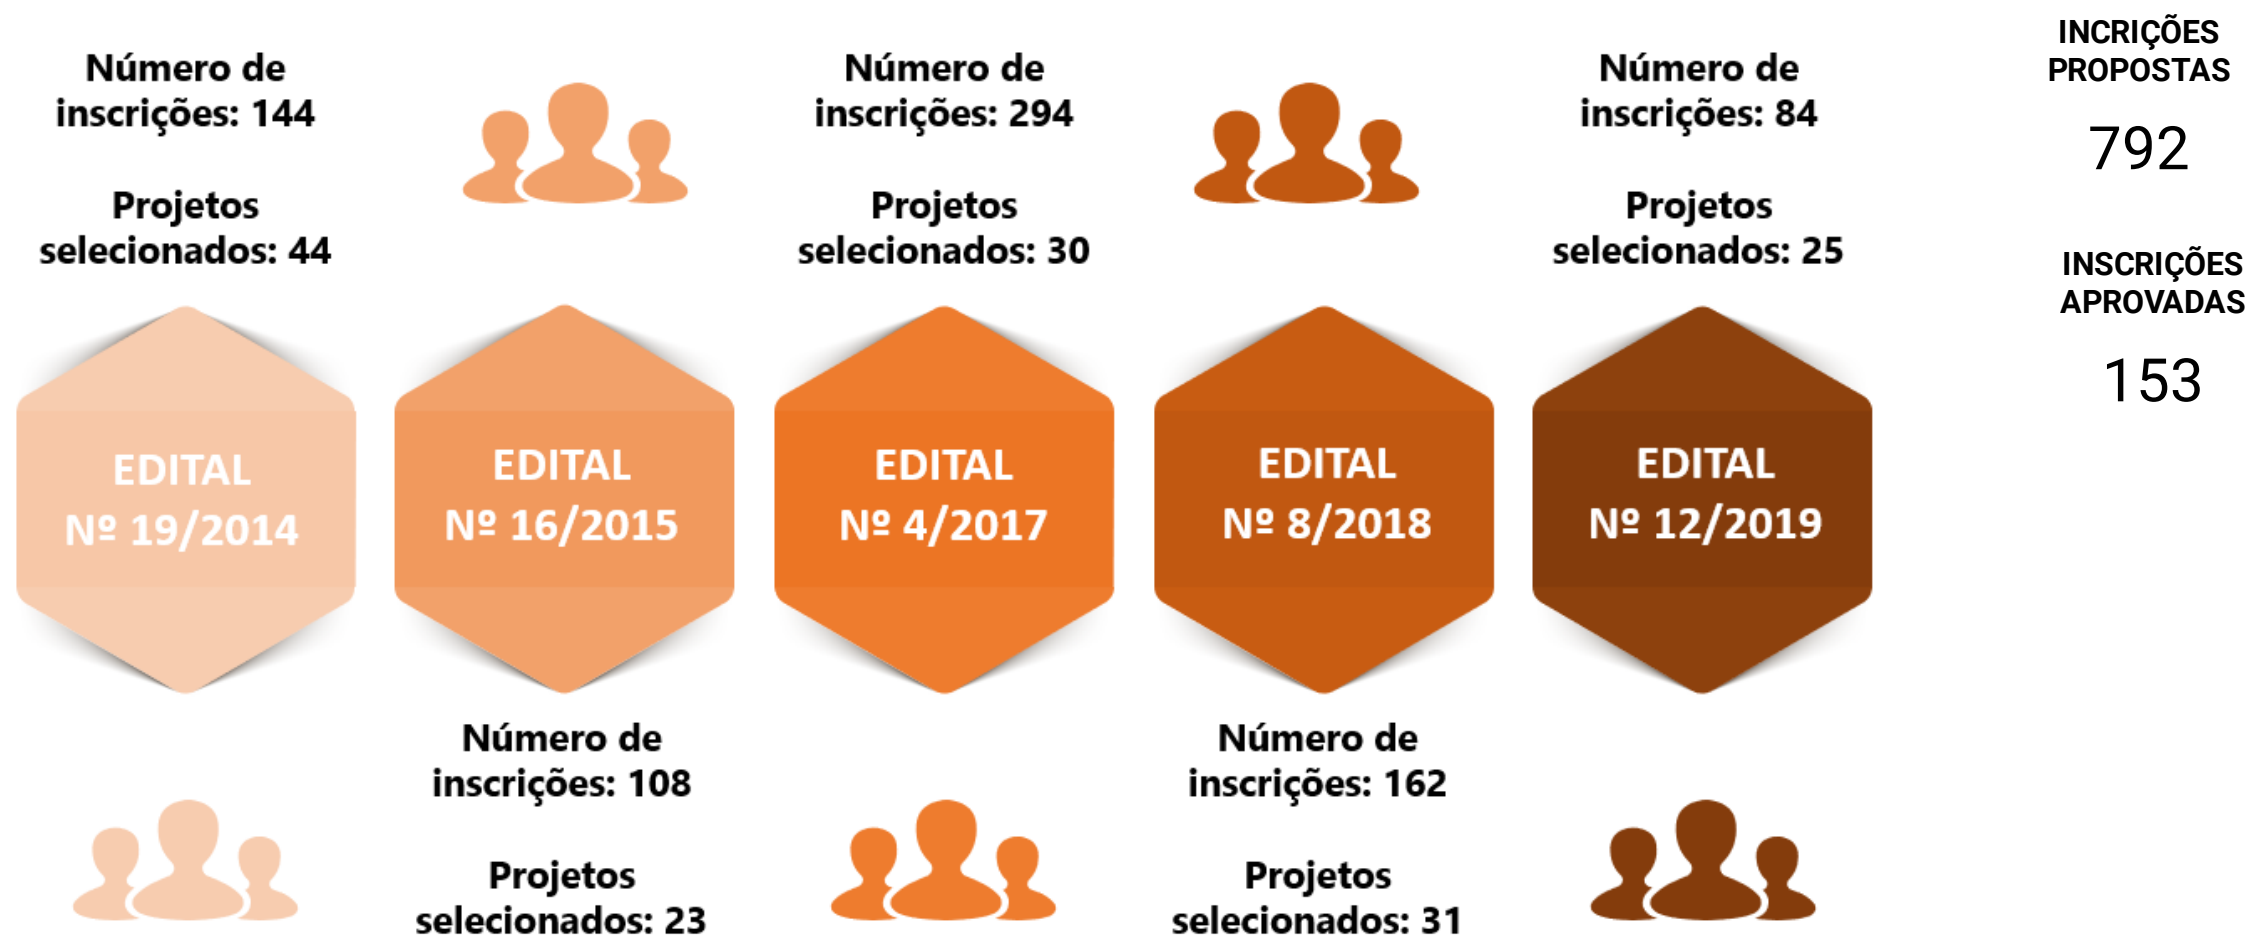 Número de
inscrições: 144
Projetos
selecionados: 44
Número de
inscrições: 294
Projetos
selecionados: 30
Número de
inscrições: 84
Projetos
selecionados: 25
INCRIÇÕES
PROPOSTAS
792
INSCRIÇÕES
APROVADAS
153
EDITAL
Nº 19/2014
EDITAL
Nº 16/2015
EDITAL
Nº 4/2017
EDITAL
Nº 8/2018
EDITAL
Nº 12/2019
Número de
inscrições: 108
Projetos
selecionados: 23
Número de
inscrições: 162
Projetos
selecionados: 31